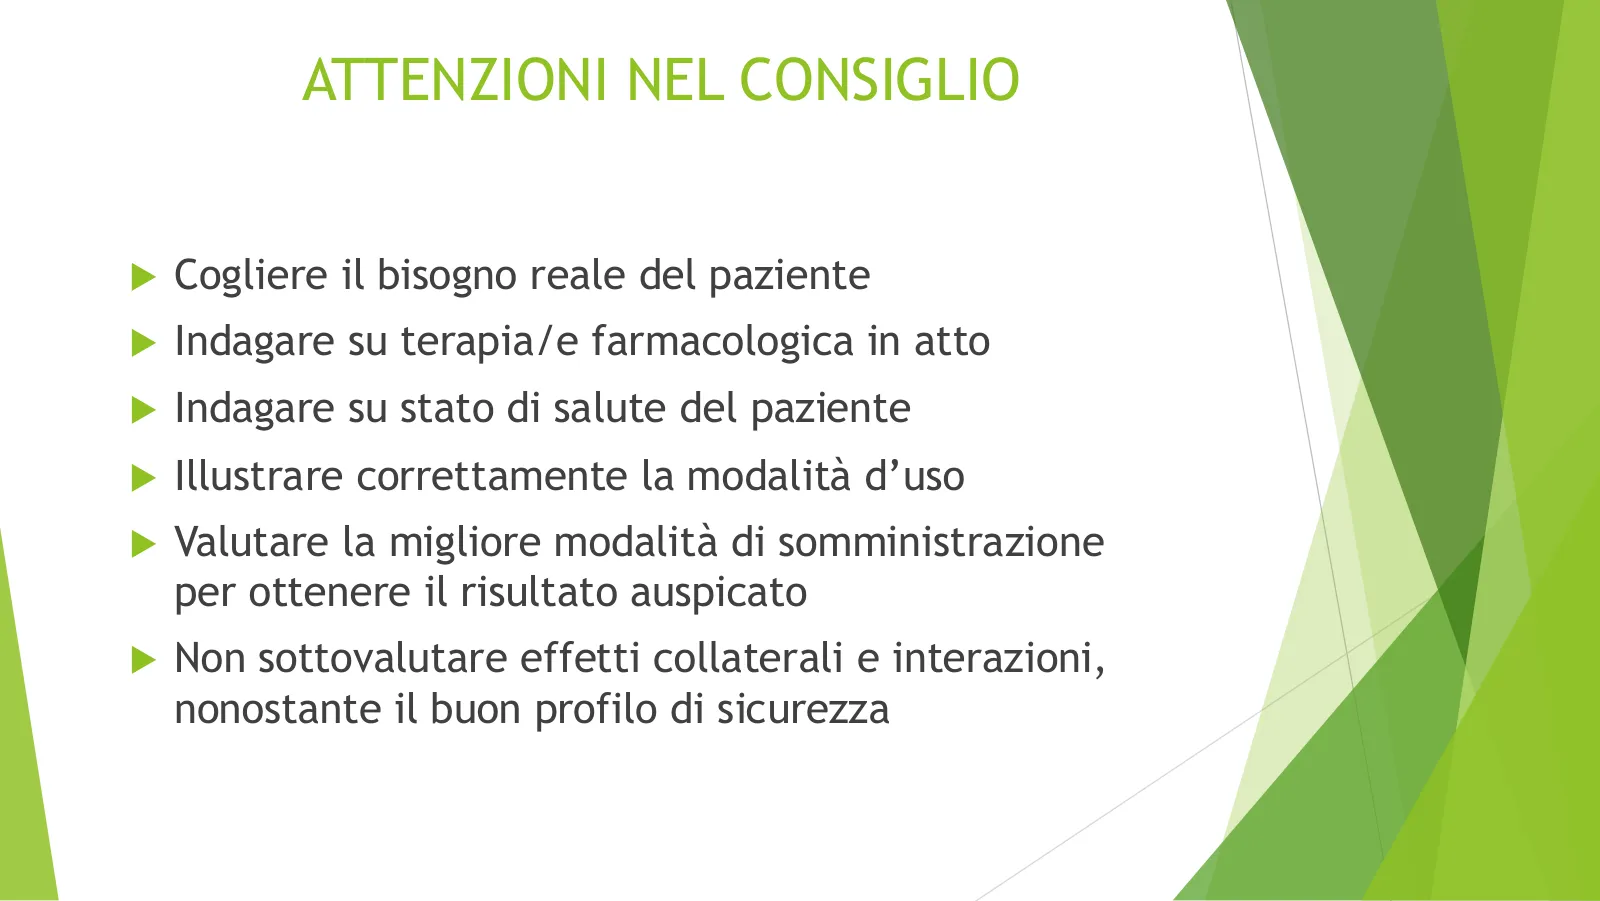 ATTENZIONI NEL CONSIGLIO
Cogliere il bisogno reale del paziente
Indagare su terapia/e farmacologica in atto
Indagare su stato di salute del paziente
Illustrare correttamente la modalità d’uso
Valutare la migliore modalità di somministrazione
per ottenere il risultato auspicato
Non sottovalutare effetti collaterali e interazioni,
nonostante il buon profilo di sicurezza